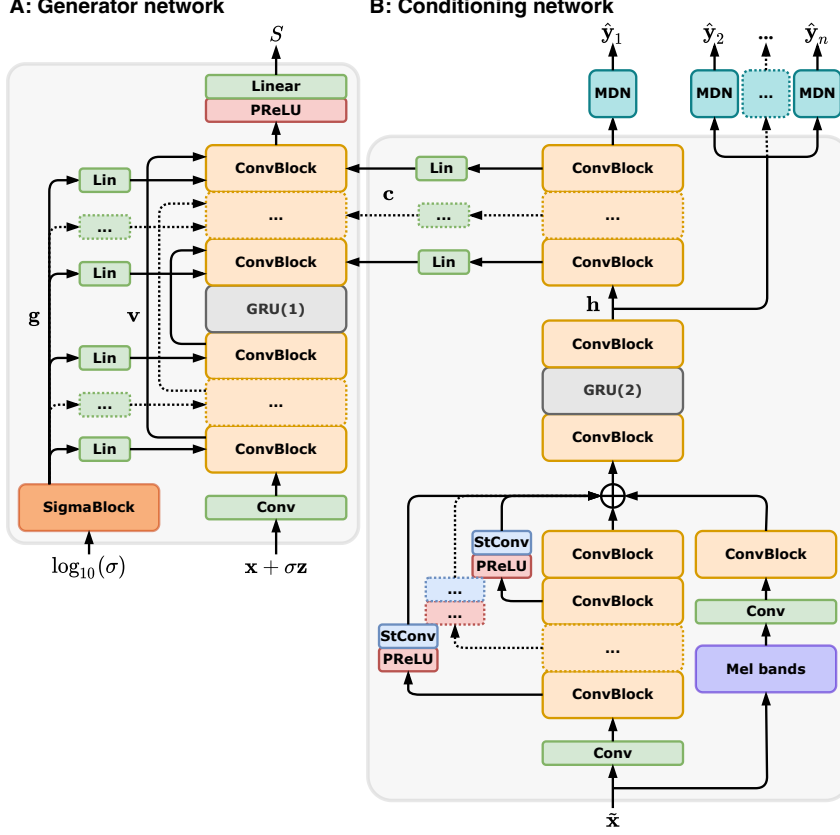 A: Generator network
S
Linear
PReLU
ConvBlock
...
ConvBlock
GRU(1)
ConvBlock
...
ConvBlock
Conv
x + σz
Lin
...
Lin
Lin
...
Lin
g
v
SigmaBlock
log₁₀(σ)
B: Conditioning network
ŷ₁
ŷ₂
...
ŷₙ
MDN
MDN
...
MDN
ConvBlock
...
ConvBlock
Lin
c
...
Lin
h
ConvBlock
GRU(2)
ConvBlock
StConv
PReLU
...
...
StConv
PReLU
ConvBlock
ConvBlock
...
ConvBlock
Conv
ConvBlock
Conv
Mel bands
x̃